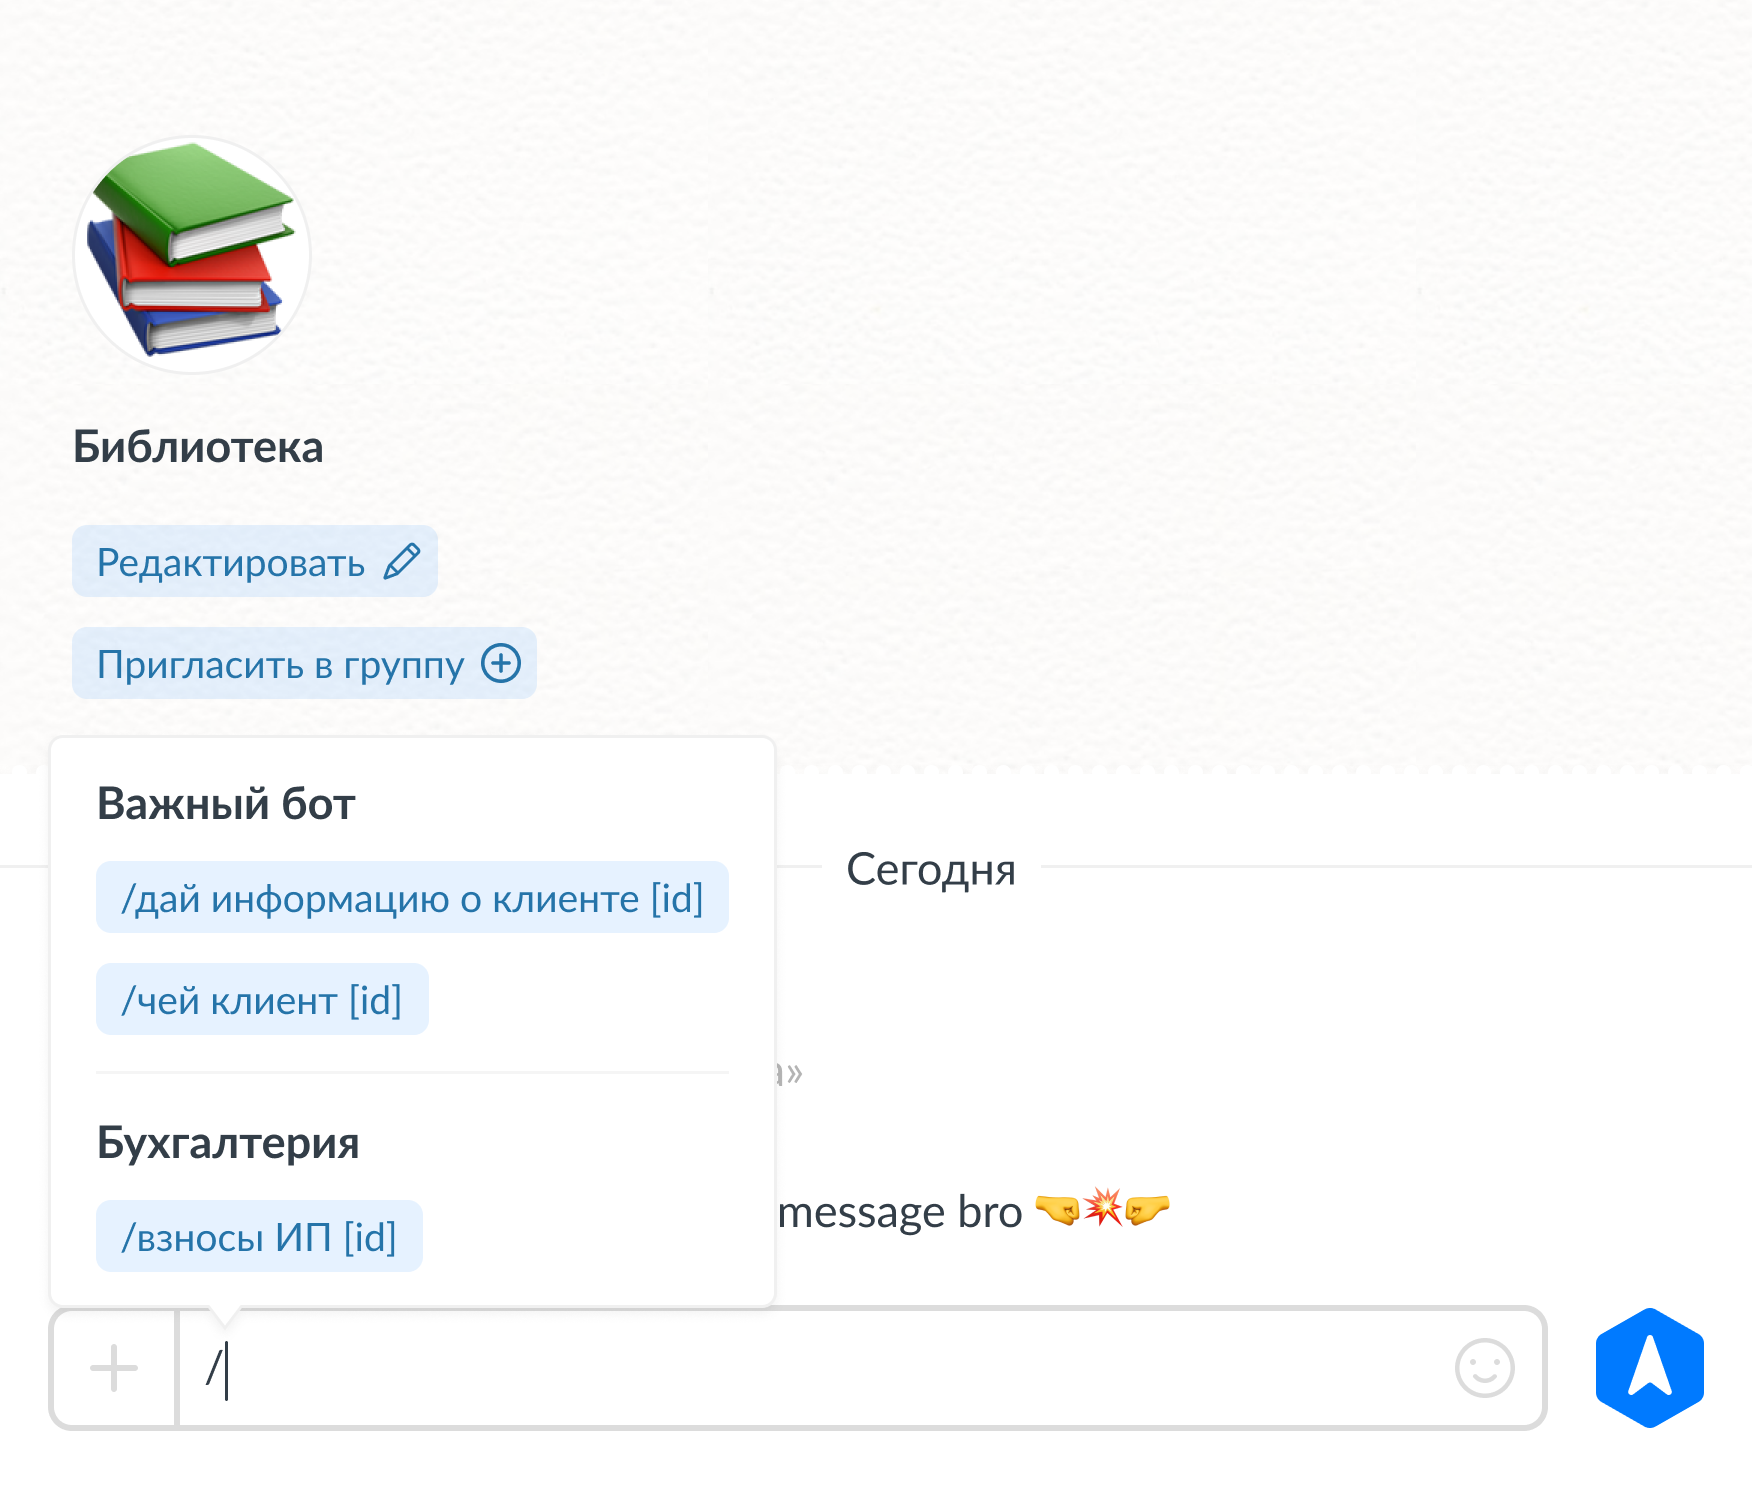 Библиотека
Редактировать
Пригласить в группу
Важный бот
/дай информацию о клиенте [id]
Сегодня
/чей клиент [id]
Бухгалтерия
message bro 🤜💥🤛
/взносы ИП [id]
/